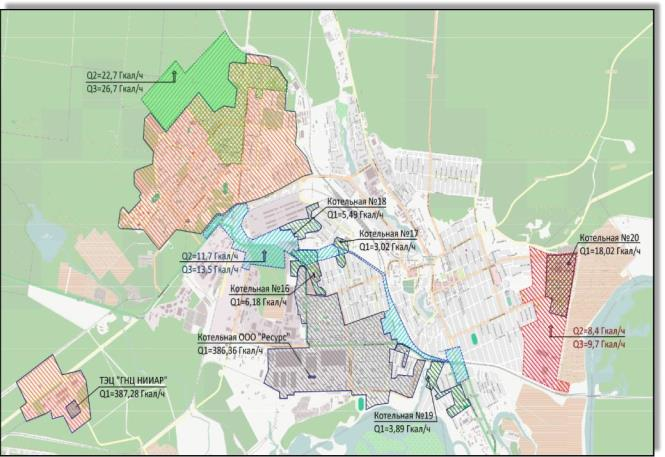 Q2=22,7 Гкал/ч
Q3=26,7 Гкал/ч
Котельная №18
Q1=5,49 Гкал/ч
Котельная №17
Q1=3,02 Гкал/ч
Котельная №20
Q1=18,02 Гкал/ч
Q2=11,7 Гкал/ч
Q3=13,5 Гкал/ч
Котельная №16
Q1=6,18 Гкал/ч
Q2=8,4 Гкал/ч
Q3=9,7 Гкал/ч
Котельная ООО "Ресурс"
Q1=386,36 Гкал/ч
ТЭЦ "ГНЦ НИИАР"
Q1=387,28 Гкал/ч
Котельная №19
Q1=3,89 Гкал/ч